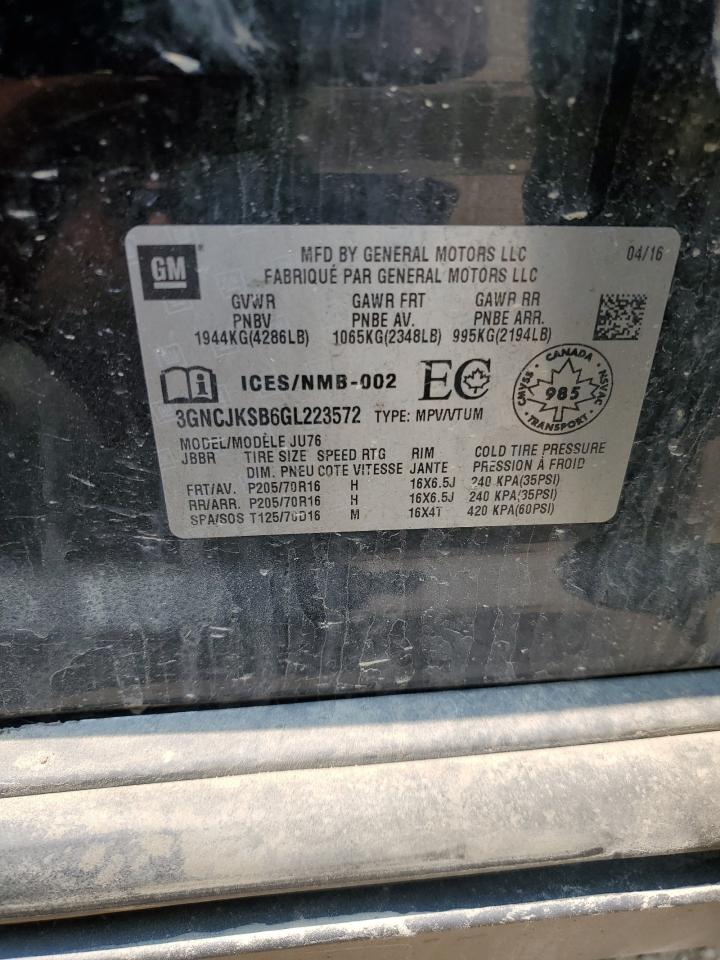 GM
MFD BY GENERAL MOTORS LLC 04/16
FABRIQUÉ PAR GENERAL MOTORS LLC
GVWR GAWR FRT GAWR RR
PNBV PNBE AV. PNBE ARR.
1944KG(4286LB) 1065KG(2348LB) 995KG(2194LB)
ICES/NMB-002 EC
CANADA
CMVSS 985 NSVAC
TRANSPORT
3GNCJKSB6GL223572 TYPE: MPV/VTUM
MODEL/MODÈLE JU76
JBBR TIRE SIZE SPEED RTG RIM COLD TIRE PRESSURE
DIM. PNEU COTE VITESSE JANTE PRESSION À FROID
FRT/AV. P205/70R16 H 16X6.5J 240 KPA(35PSI)
RR/ARR. P205/70R16 H 16X6.5J 240 KPA(35PSI)
SPA/SOS T125/70D16 M 16X4T 420 KPA(60PSI)